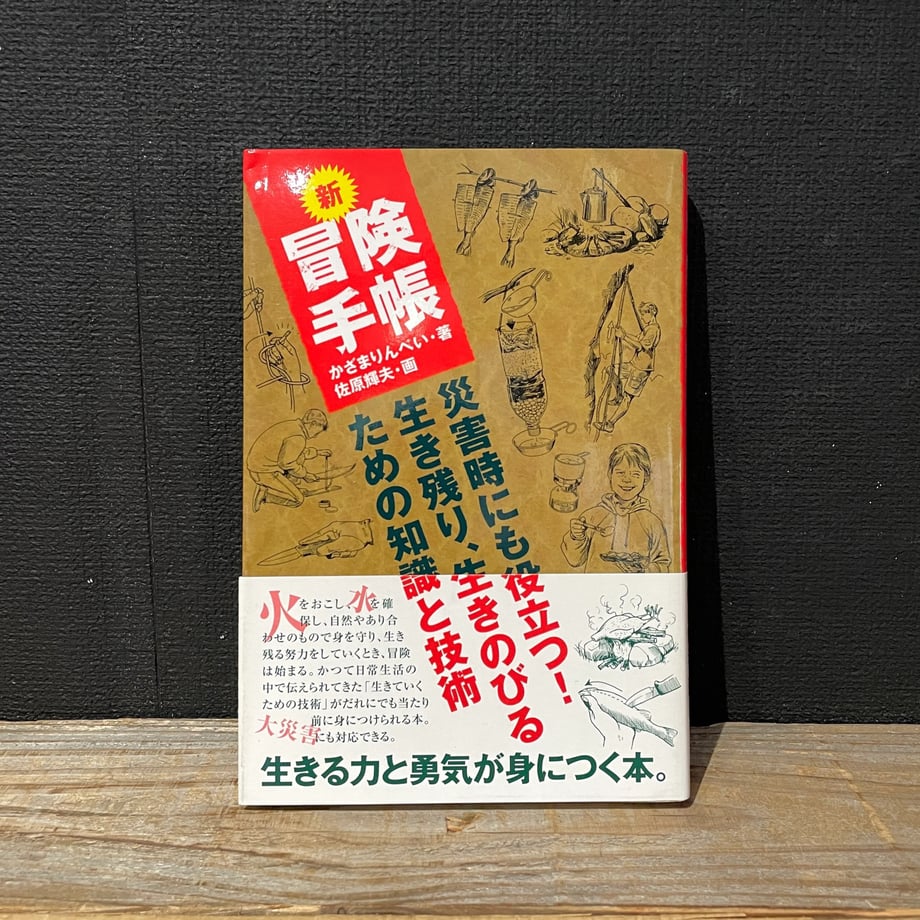 新
冒険
手帳
かざまりんぺい・著
佐原輝夫・画
災害時にも役立つ!
生き残り、生きのびる
ための知識と技術
火をおこし、水を確
保し、自然やあり合
わせのもので身を守り、生き
残る努力をしていくとき、冒険
は始まる。かつて日常生活の
中で伝えられてきた「生きていく
ための技術」がだれにでも当たり
前に身につけられる本。
大災害にも対応できる。
生きる力と勇気が身につく本。